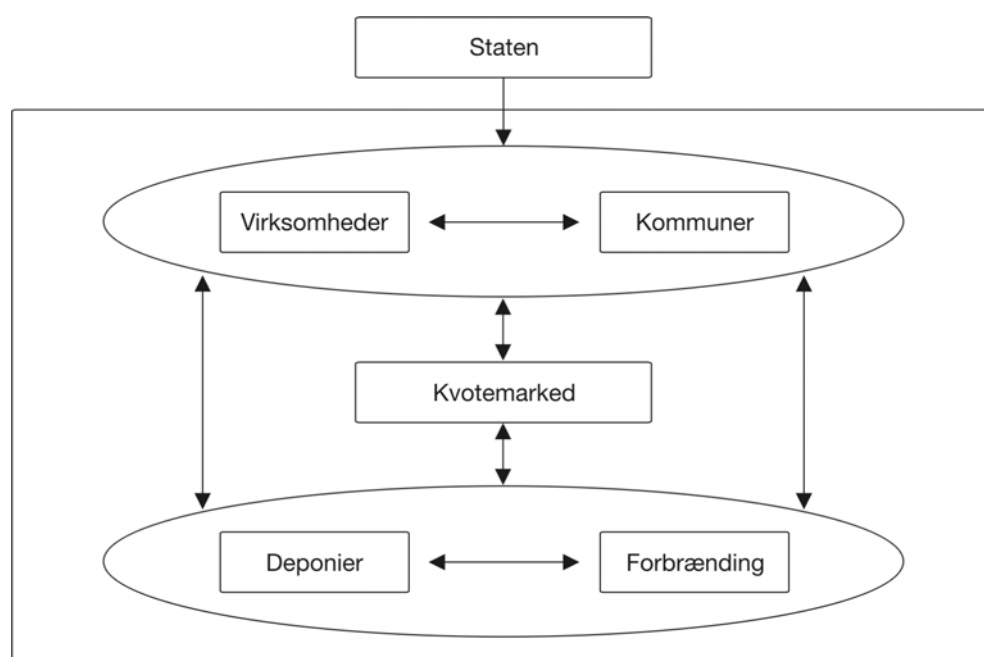 Staten
Virksomheder
Kommuner
Kvotemarked
Deponier
Forbrænding